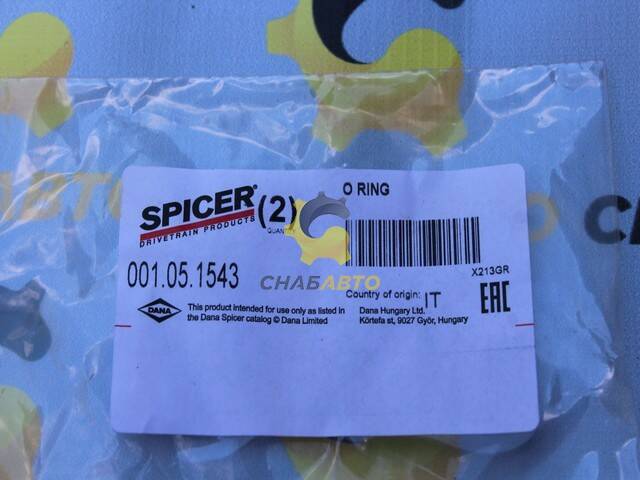 SPICER®
DRIVETRAIN PRODUCTS
(2)
O RING
001.05.1543
СНАБАВТО
X213GR
Country of origin: IT
DANA
This product intended for use only as listed in
the Dana Spicer catalog © Dana Limited
Dana Hungary Ltd.
Körtefa st, 9027 Győr, Hungary
EAC